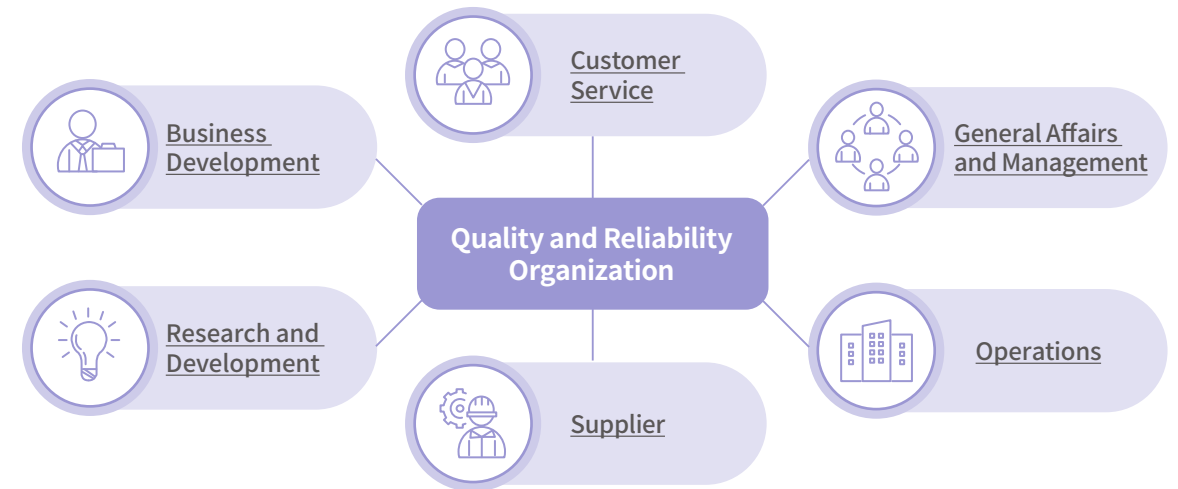 Customer
Service
Business
Development
General Affairs
and Management
Quality and Reliability
Organization
Research and
Development
Operations
Supplier